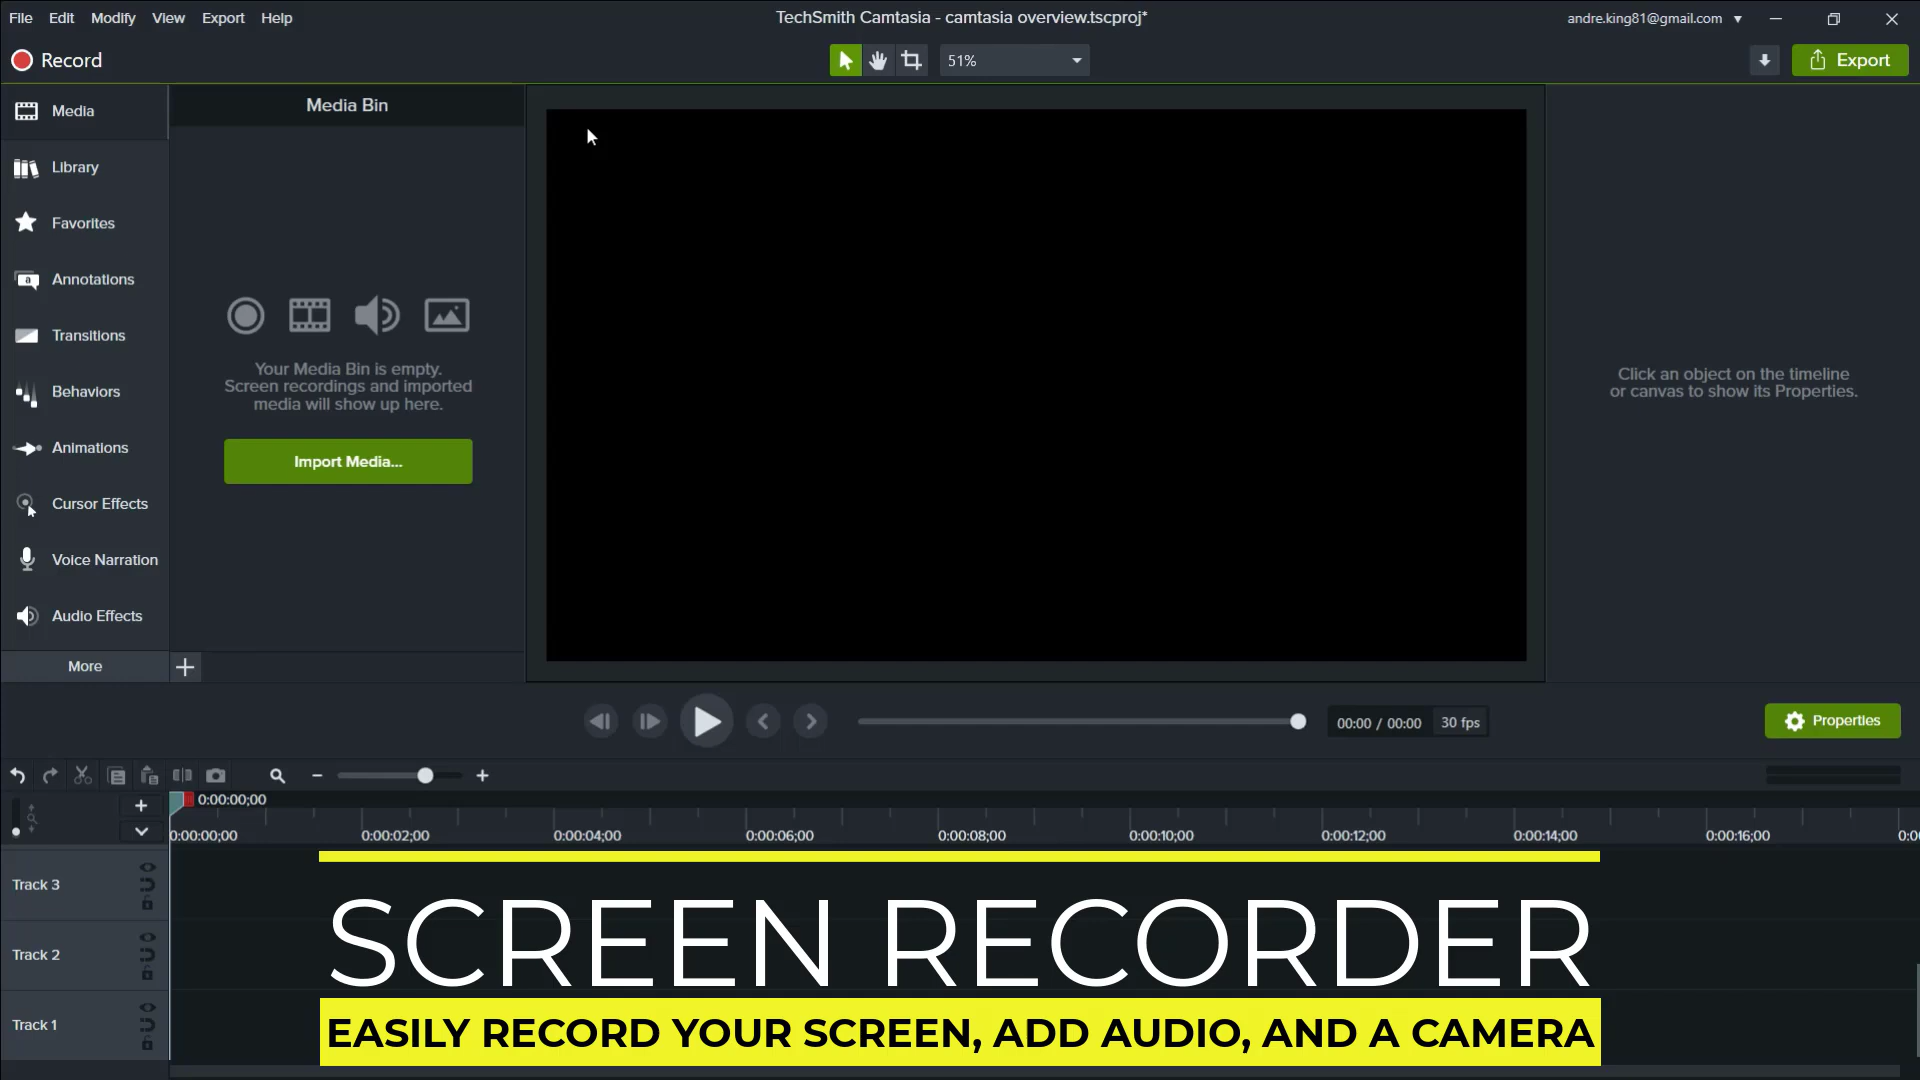 File Edit Modify View Export Help
TechSmith Camtasia - camtasia overview.tscproj*
andre.king81@gmail.com
Record
51%
Export
Media
Library
Favorites
Annotations
Transitions
Behaviors
Animations
Cursor Effects
Voice Narration
Audio Effects
More
Media Bin
Your Media Bin is empty.
Screen recordings and imported
media will show up here.
Import Media...
Click an object on the timeline
or canvas to show its Properties.
00:00 / 00:00 30 fps
Properties
0:00:00;00
0:00:00;00 0:00:02;00 0:00:04;00 0:00:06;00 0:00:08;00 0:00:10;00 0:00:12;00 0:00:14;00 0:00:16;00 0:0
Track 3
Track 2
Track 1
SCREEN RECORDER
EASILY RECORD YOUR SCREEN, ADD AUDIO, AND A CAMERA